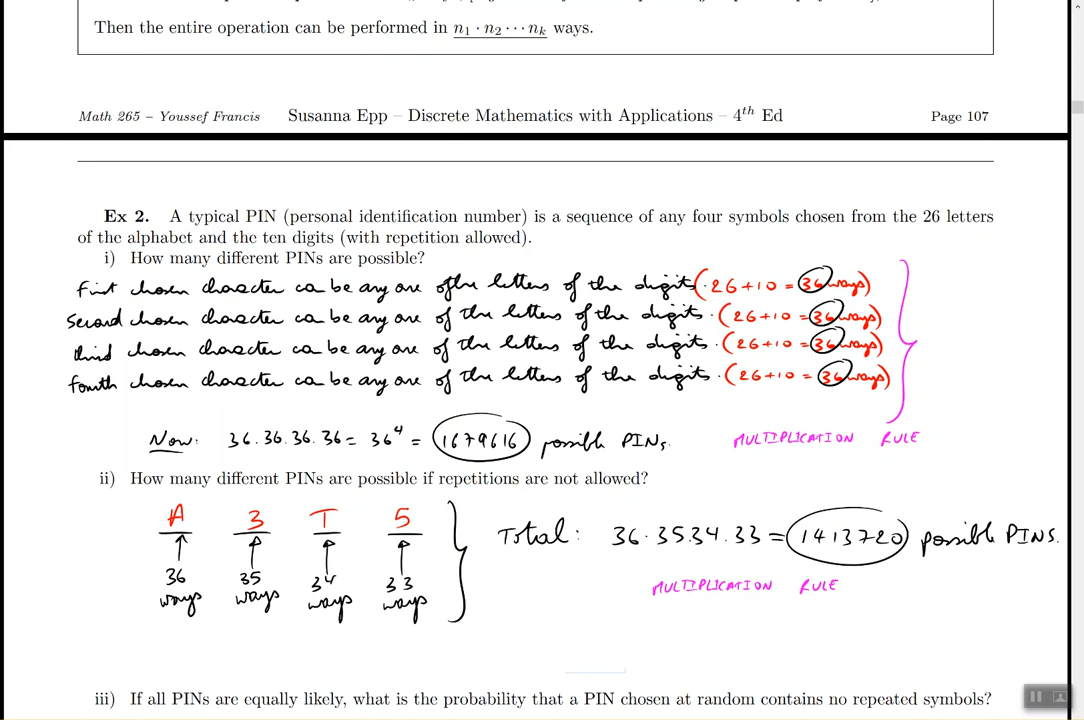 Then the entire operation can be performed in n₁ · n₂ ··· nₖ ways.
Math 265 – Youssef Francis Susanna Epp – Discrete Mathematics with Applications – 4ᵗʰ Ed Page 107
Ex 2. A typical PIN (personal identification number) is a sequence of any four symbols chosen from the 26 letters
of the alphabet and the ten digits (with repetition allowed).
i) How many different PINs are possible?
First chosen character ca be any one of the letters of the digits (26+10 = 36 ways)
Second chosen character ca be any one of the letters of the digits. (26+10 = 36 ways)
third chosen character ca be any one of the letters of the digits. (26+10 = 36 ways)
fourth chosen character ca be any one of the letters of the digits. (26+10 = 36 ways)
Now: 36.36.36.36 = 36⁴ = 1679616 possible PINs. MULTIPLICATION RULE
ii) How many different PINs are possible if repetitions are not allowed?
A 3 T 5
Total: 36.35.34.33 = 1413720 possible PINS.
36 35 34 33
ways ways ways ways
MULTIPLICATION RULE
iii) If all PINs are equally likely, what is the probability that a PIN chosen at random contains no repeated symbols?